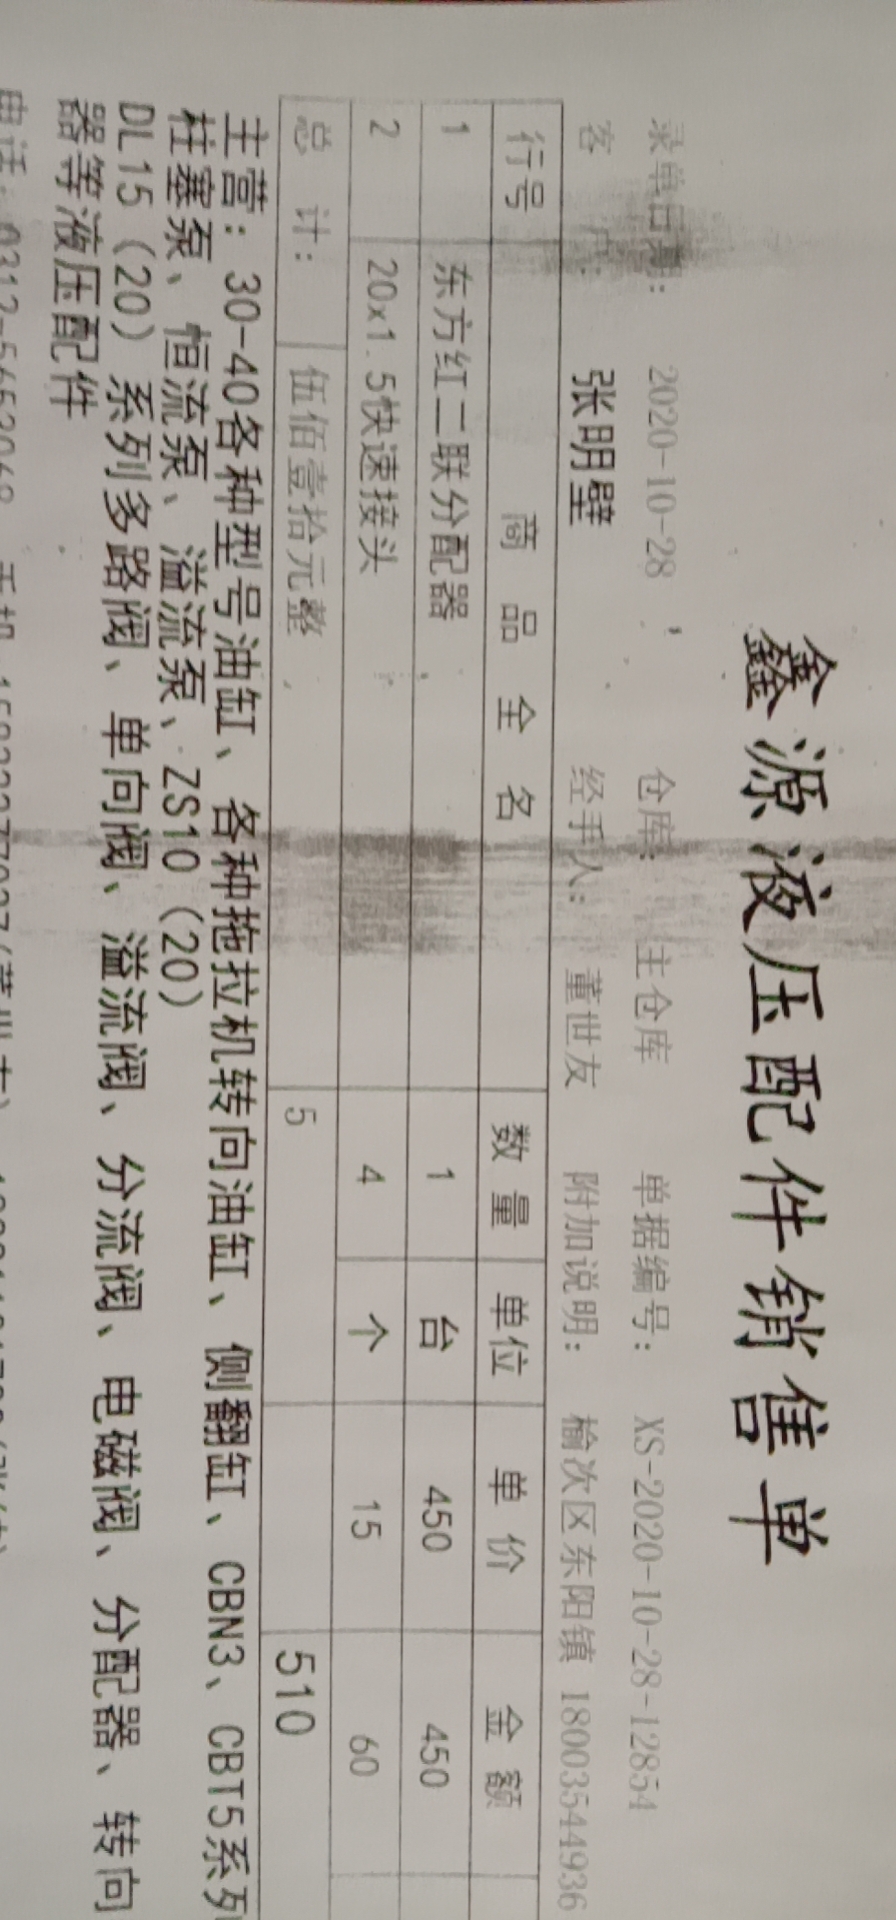 鑫源液压配件销售单
录单日期： 2020-10-28 仓库： 主仓库 单据编号： XS-2020-10-28-12854
客户： 张明壁 经手人： 董世友 附加说明： 榆次区东阳镇 18003544936
行号 商品全名 数量 单位 单价 金额
1 东方红二联分配器 1 台 450 450
2 20x1.5快速接头 4 个 15 60
总计： 伍佰壹拾元整 5 510
主营：30-40各种型号油缸、各种拖拉机转向油缸、侧翻缸、CBN3、CBT5系列
柱塞泵、恒流泵、溢流泵、ZS10（20）
DL15（20）系列多路阀、单向阀、溢流阀、分流阀、电磁阀、分配器、转向
器等液压配件
电话：